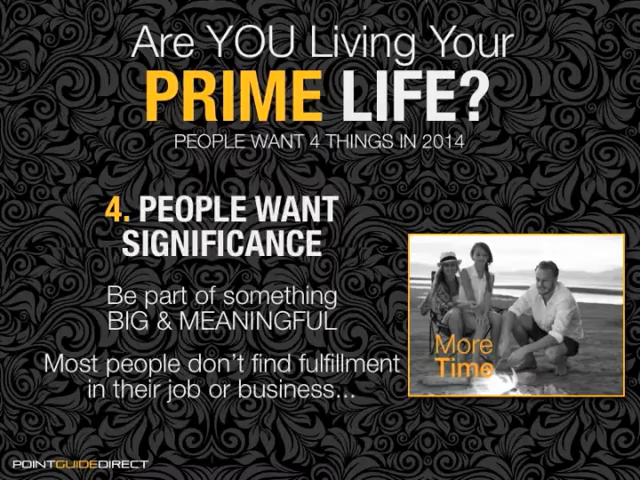 Are YOU Living Your
PRIME LIFE?
PEOPLE WANT 4 THINGS IN 2014
4. PEOPLE WANT
SIGNIFICANCE
Be part of something
BIG & MEANINGFUL
Most people don't find fulfillment
in their job or business...
More
Time
POINTGUIDEDIRECT